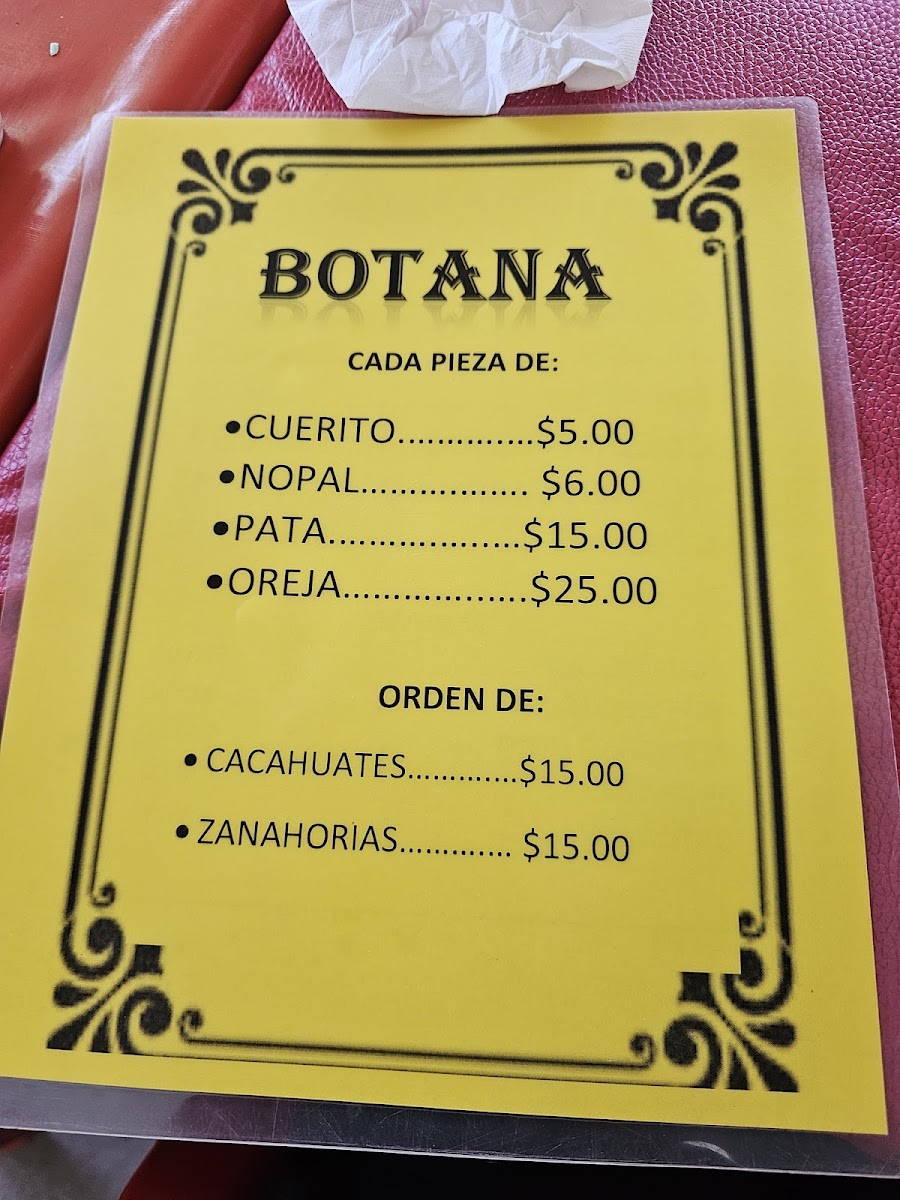 BOTANA
CADA PIEZA DE:
•CUERITO..............$5.00
•NOPAL................. $6.00
•PATA...................$15.00
•OREJA...................$25.00
ORDEN DE:
• CACAHUATES............$15.00
• ZANAHORIAS............ $15.00